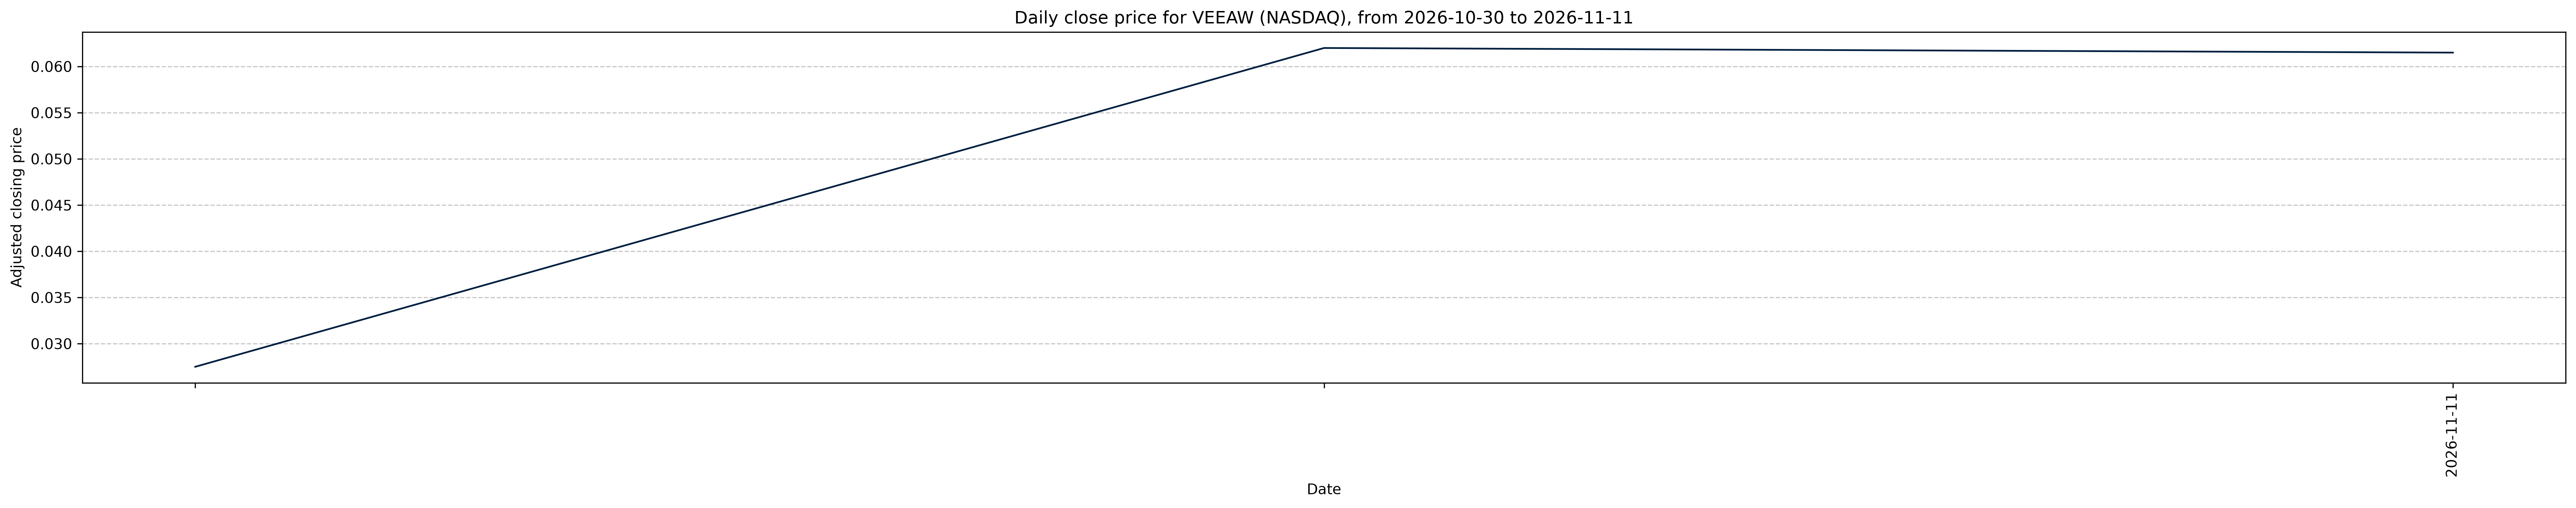 Daily close price for VEEAW (NASDAQ), from 2026-10-30 to 2026-11-11
Adjusted closing price
0.060
0.055
0.050
0.045
0.040
0.035
0.030
2026-11-11
Date